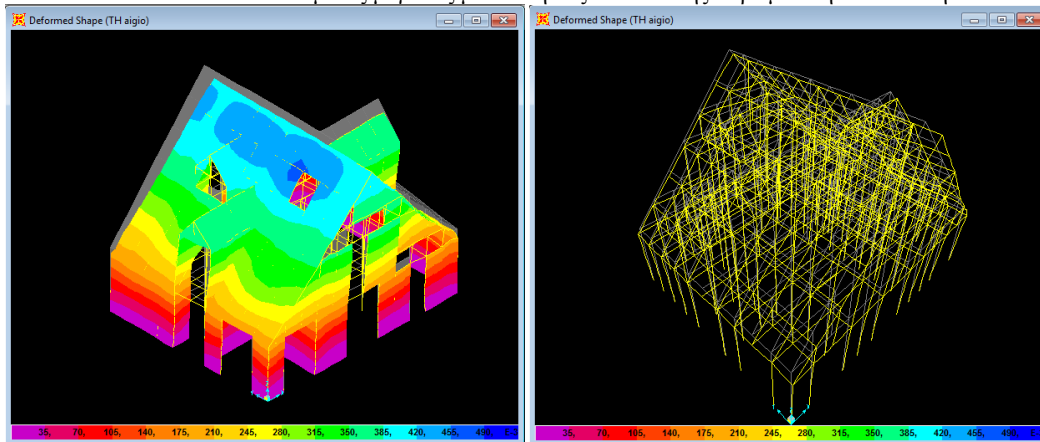 Deformed Shape (TH aigio)
Deformed Shape (TH aigio)
35, 70, 105, 140, 175, 210, 245, 280, 315, 350, 385, 420, 455, 490, E-3
35, 70, 105, 140, 175, 210, 245, 280, 315, 350, 385, 420, 455,